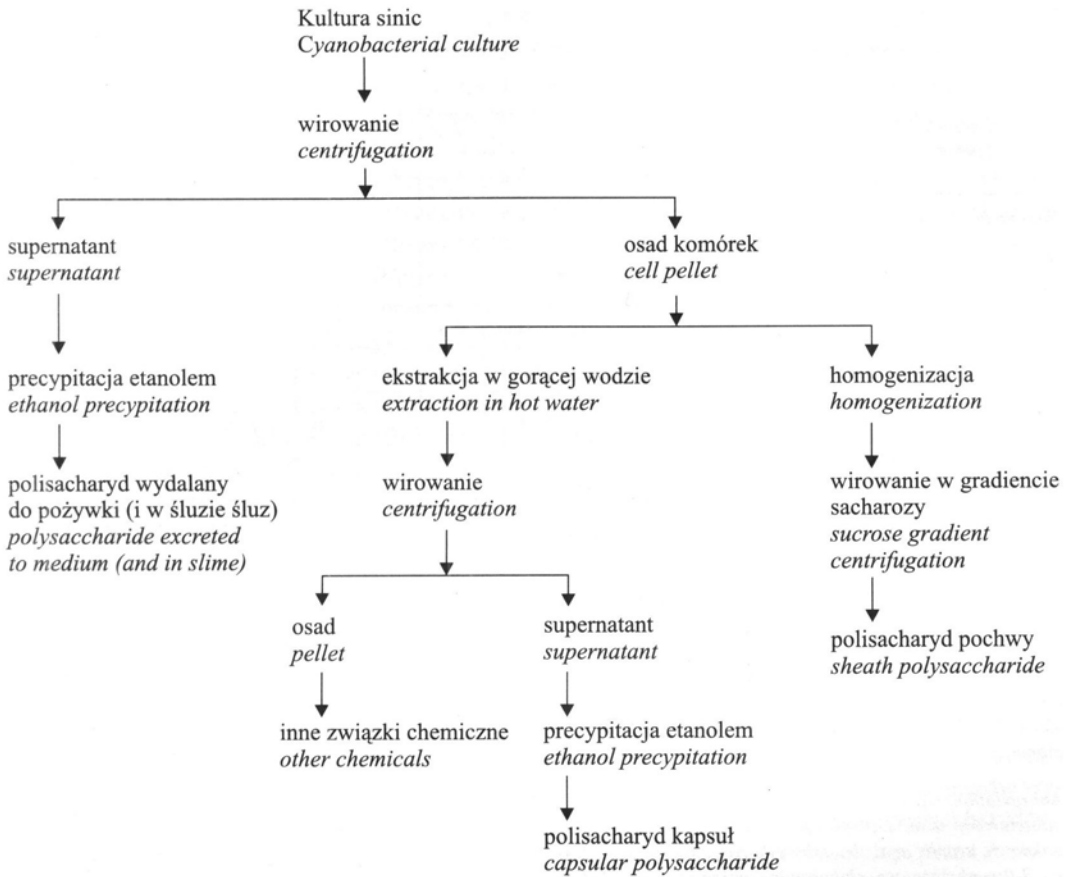 Kultura sinic
Cyanobacterial culture
wirowanie
centrifugation
supernatant
supernatant
osad komórek
cell pellet
precypitacja etanolem
ethanol precypitation
ekstrakcja w gorącej wodzie
extraction in hot water
homogenizacja
homogenization
polisacharyd wydalany
do pożywki (i w śluzie śluz)
polysaccharide excreted
to medium (and in slime)
wirowanie
centrifugation
wirowanie w gradiencie
sacharozy
sucrose gradient
centrifugation
osad
pellet
supernatant
supernatant
polisacharyd pochwy
sheath polysaccharide
inne związki chemiczne
other chemicals
precypitacja etanolem
ethanol precypitation
polisacharyd kapsuł
capsular polysaccharide